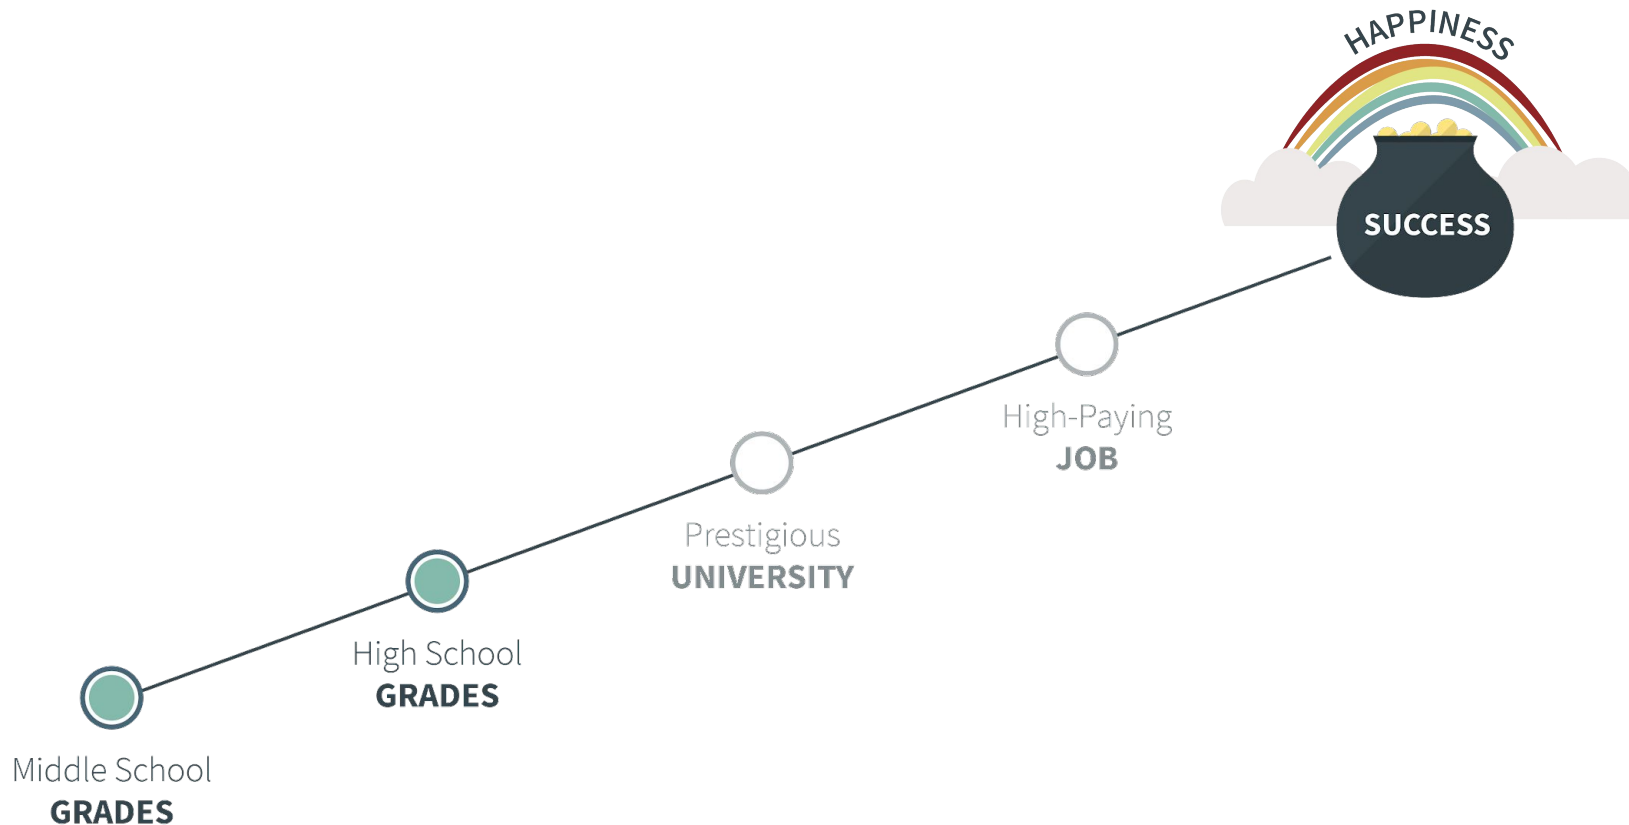 HAPPINESS
SUCCESS
High-Paying
JOB
Prestigious
UNIVERSITY
High School
GRADES
Middle School
GRADES